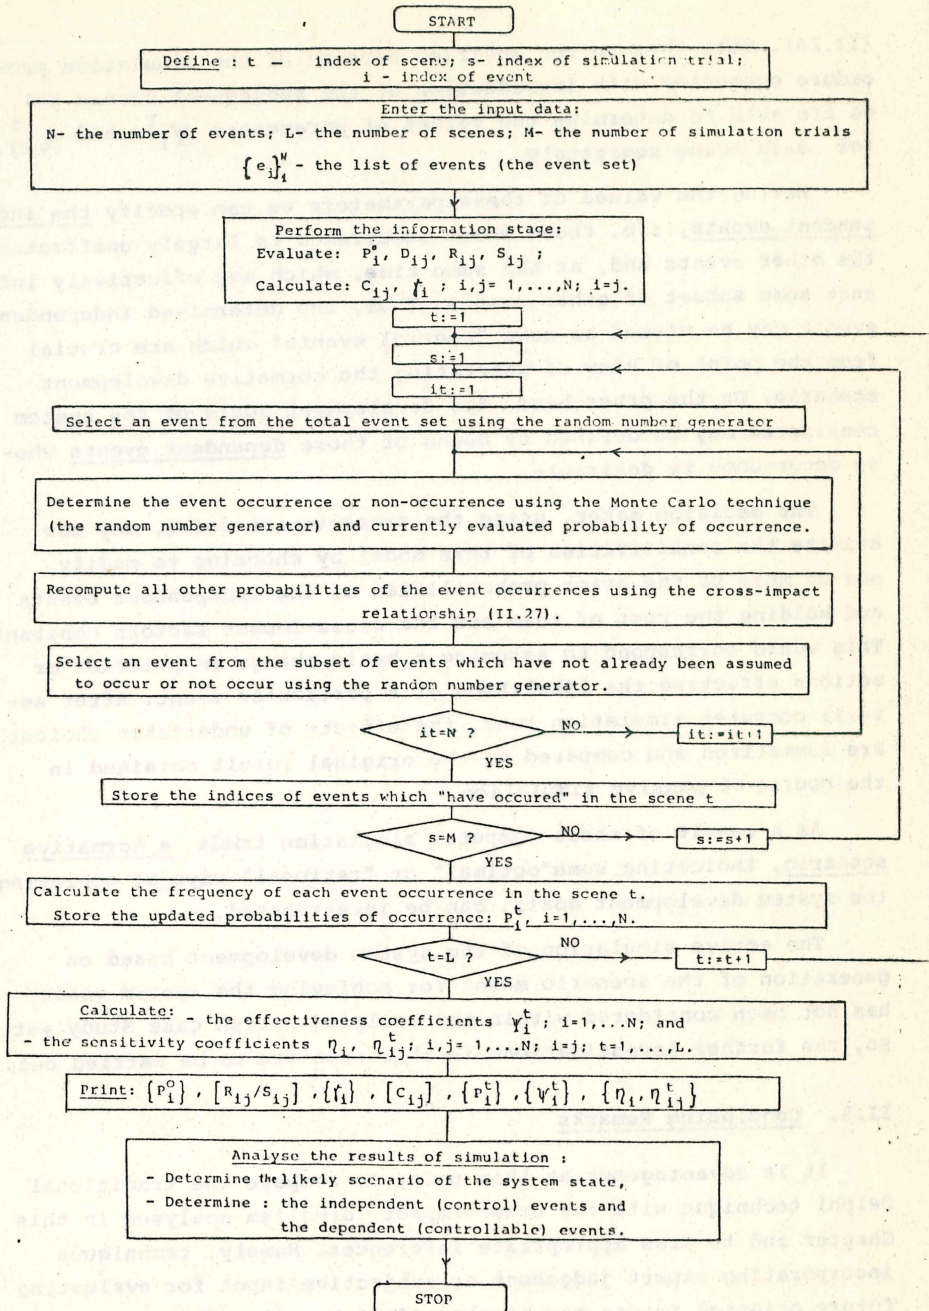 START
Define : t - index of scene; s- index of simulation trial;
i - index of event
Enter the input data:
N- the number of events; L- the number of scenes; M- the number of simulation trials
{e_i}_1^N - the list of events (the event set)
Perform the information stage:
Evaluate: P_i^o, D_ij, R_ij, S_ij ;
Calculate: C_ij, γ_i ; i,j= 1,...,N; i=j.
t:=1
s:=1
it:=1
Select an event from the total event set using the random number generator
Determine the event occurrence or non-occurrence using the Monte Carlo technique
(the random number generator) and currently evaluated probability of occurrence.
Recompute all other probabilities of the event occurrences using the cross-impact
relationship (II.27)
Select an event from the subset of events which have not already been assumed
to occur or not occur using the random number generator.
it=N ?
NO
it:=it+1
YES
Store the indices of events which "have occured" in the scene t
s=M ?
NO
s:=s+1
YES
Calculate the frequency of each event occurrence in the scene t.
Store the updated probabilities of occurrence: P_i^t, i=1,...,N.
t=L ?
NO
t:=t+1
YES
Calculate: - the effectiveness coefficients ψ_i^t ; i=1,...N; and
- the sensitivity coefficients η_i, η_ij^t ; i,j= 1,...,N; i=j; t=1,...,L.
Print: {P_i^o} , [R_ij/S_ij] , {γ_i} , [C_ij] , {P_i^t} , {ψ_i^t} , {η_i, η_ij^t}
Analyse the results of simulation :
- Determine the likely scenario of the system state,
- Determine the independent (control) events and
the dependent (controllable) events.
STOP